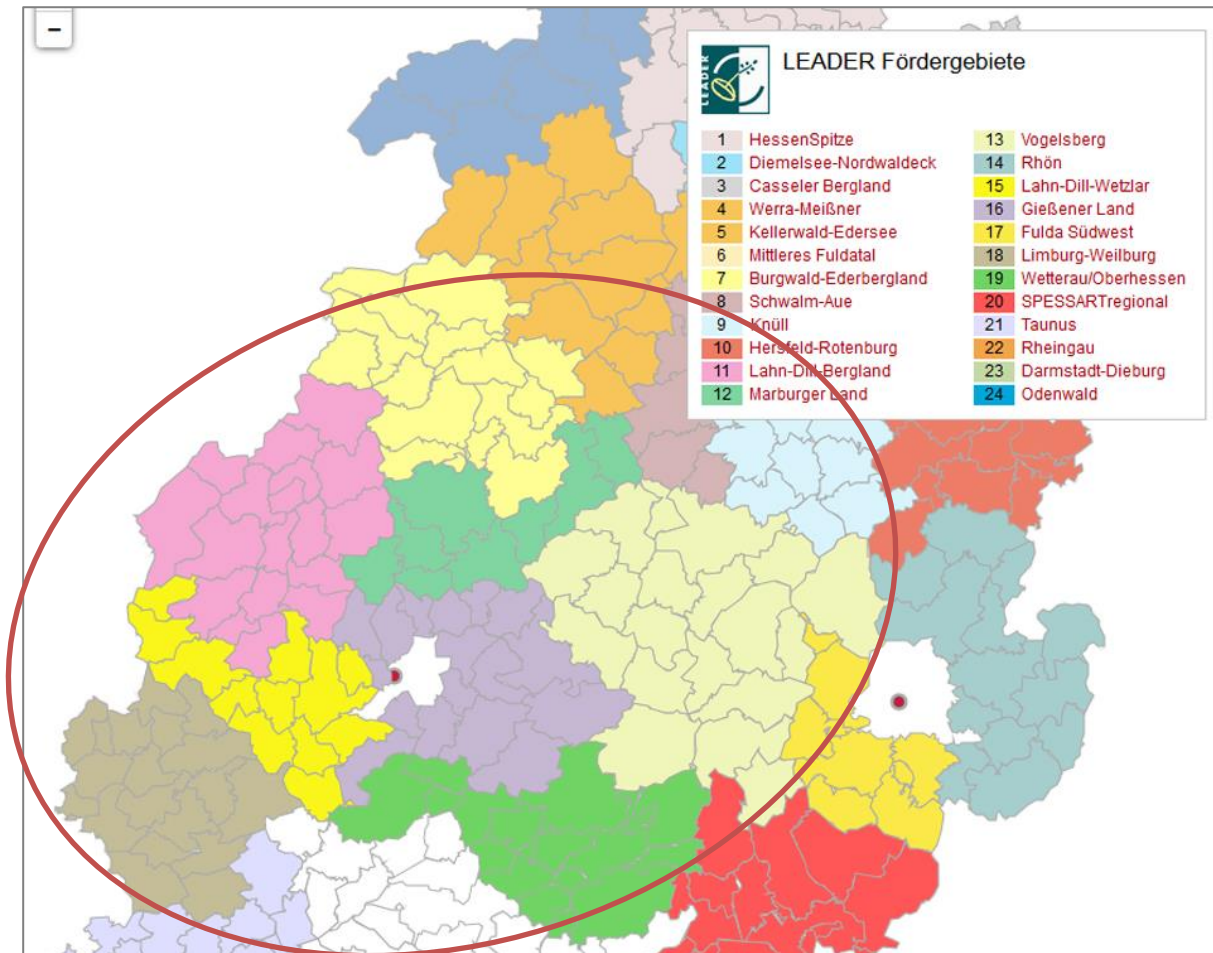 −
LEADER
LEADER Fördergebiete
1 HessenSpitze
2 Diemelsee-Nordwaldeck
3 Casseler Bergland
4 Werra-Meißner
5 Kellerwald-Edersee
6 Mittleres Fuldatal
7 Burgwald-Ederbergland
8 Schwalm-Aue
9 Knüll
10 Hersfeld-Rotenburg
11 Lahn-Dill-Bergland
12 Marburger Land
13 Vogelsberg
14 Rhön
15 Lahn-Dill-Wetzlar
16 Gießener Land
17 Fulda Südwest
18 Limburg-Weilburg
19 Wetterau/Oberhessen
20 SPESSARTregional
21 Taunus
22 Rheingau
23 Darmstadt-Dieburg
24 Odenwald